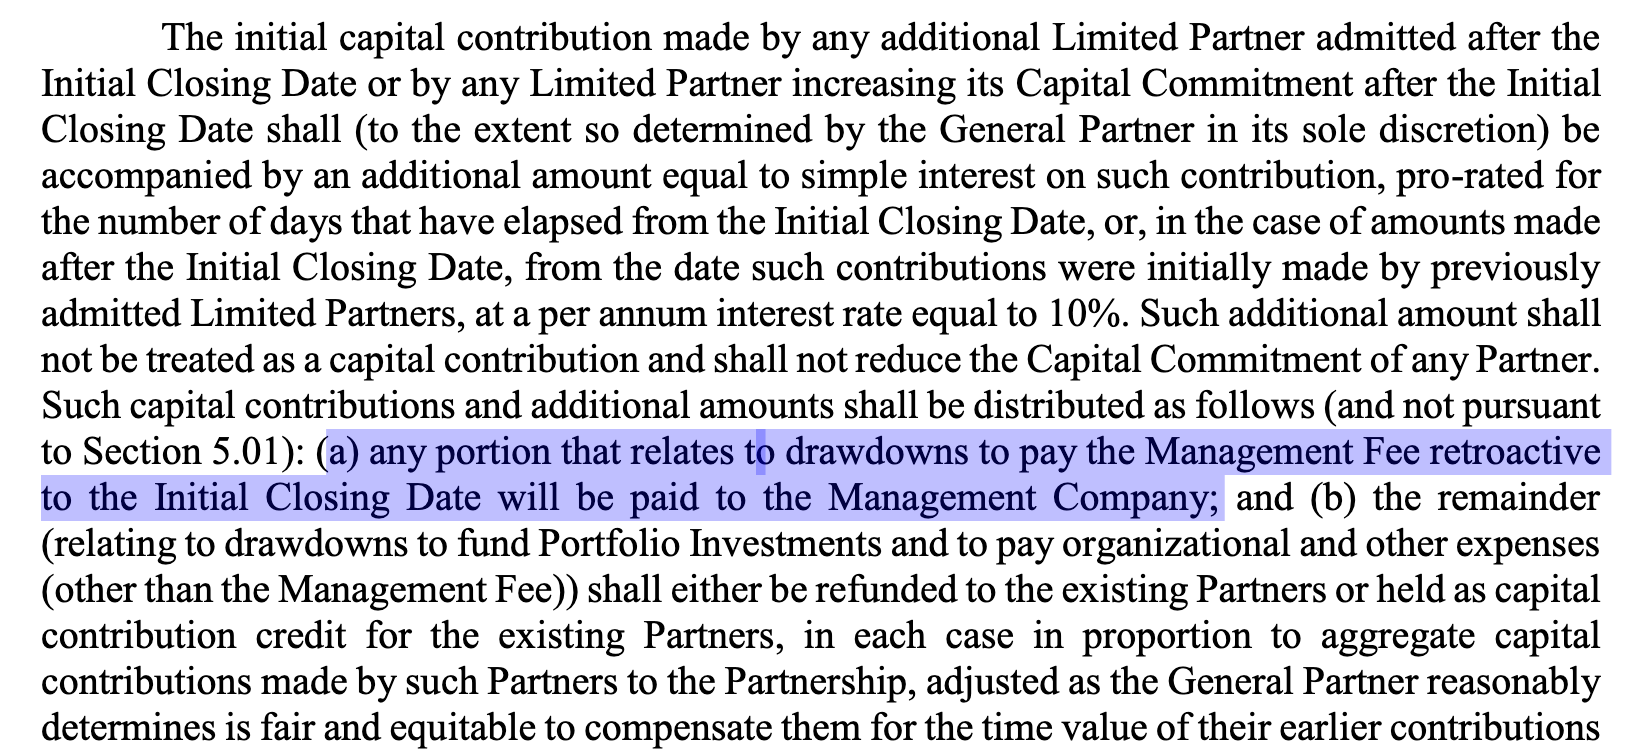 The initial capital contribution made by any additional Limited Partner admitted after the
Initial Closing Date or by any Limited Partner increasing its Capital Commitment after the Initial
Closing Date shall (to the extent so determined by the General Partner in its sole discretion) be
accompanied by an additional amount equal to simple interest on such contribution, pro-rated for
the number of days that have elapsed from the Initial Closing Date, or, in the case of amounts made
after the Initial Closing Date, from the date such contributions were initially made by previously
admitted Limited Partners, at a per annum interest rate equal to 10%. Such additional amount shall
not be treated as a capital contribution and shall not reduce the Capital Commitment of any Partner.
Such capital contributions and additional amounts shall be distributed as follows (and not pursuant
to Section 5.01): (a) any portion that relates to drawdowns to pay the Management Fee retroactive
to the Initial Closing Date will be paid to the Management Company; and (b) the remainder
(relating to drawdowns to fund Portfolio Investments and to pay organizational and other expenses
(other than the Management Fee)) shall either be refunded to the existing Partners or held as capital
contribution credit for the existing Partners, in each case in proportion to aggregate capital
contributions made by such Partners to the Partnership, adjusted as the General Partner reasonably
determines is fair and equitable to compensate them for the time value of their earlier contributions